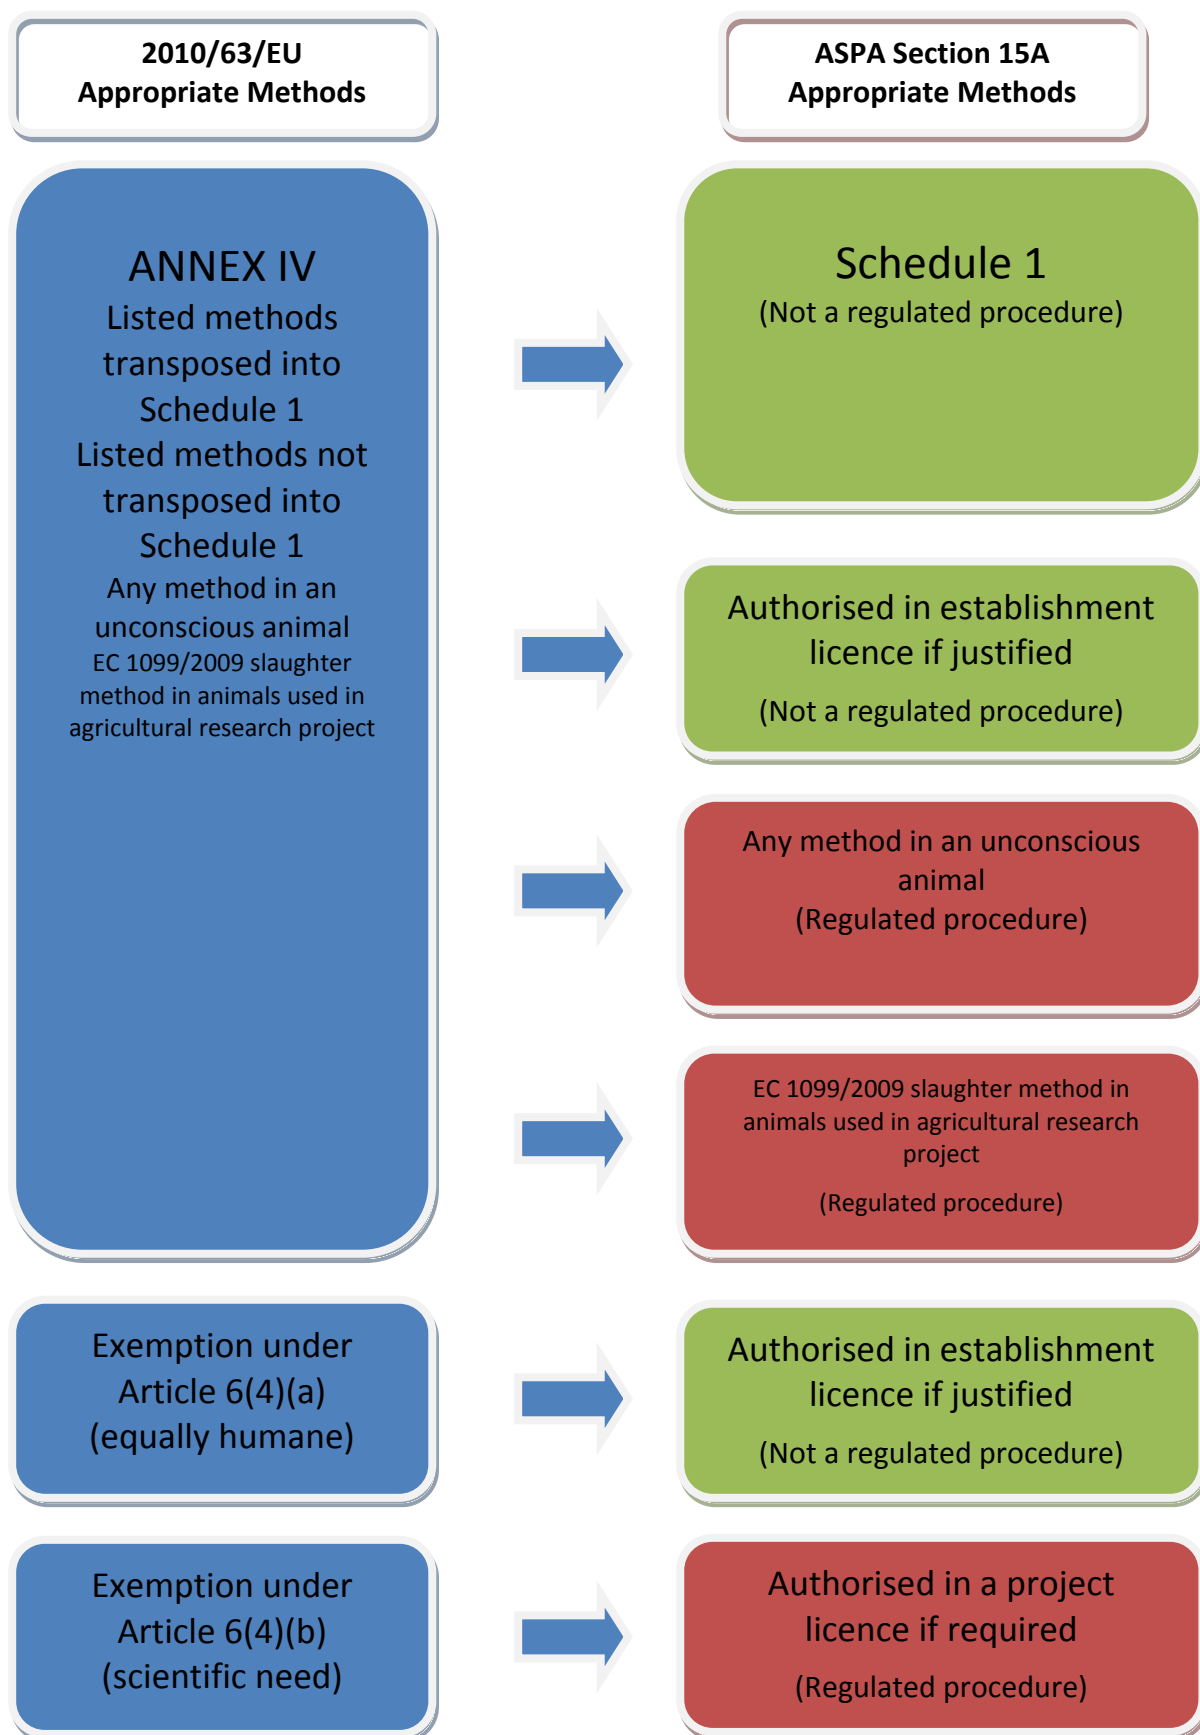 2010/63/EU
Appropriate Methods
ASPA Section 15A
Appropriate Methods
ANNEX IV
Listed methods
transposed into
Schedule 1
Listed methods not
transposed into
Schedule 1
Any method in an
unconscious animal
EC 1099/2009 slaughter
method in animals used in
agricultural research project
Schedule 1
(Not a regulated procedure)
Authorised in establishment
licence if justified
(Not a regulated procedure)
Any method in an unconscious
animal
(Regulated procedure)
EC 1099/2009 slaughter method in
animals used in agricultural research
project
(Regulated procedure)
Exemption under
Article 6(4)(a)
(equally humane)
Authorised in establishment
licence if justified
(Not a regulated procedure)
Exemption under
Article 6(4)(b)
(scientific need)
Authorised in a project
licence if required
(Regulated procedure)